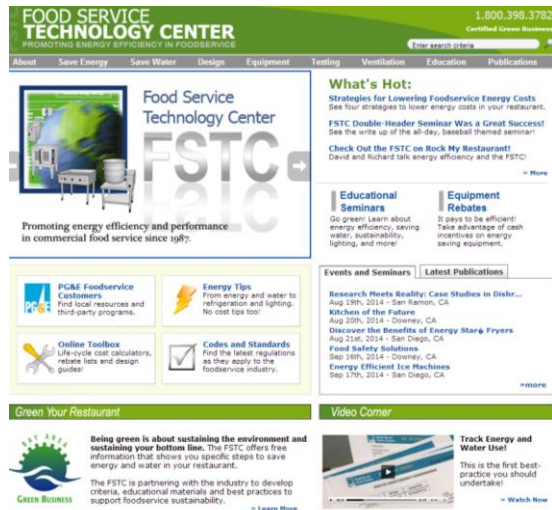 FOOD SERVICE
TECHNOLOGY CENTER
PROMOTING ENERGY EFFICIENCY IN FOODSERVICE
1.800.398.3782
Certified Green Business
Enter search criteria
About Save Energy Save Water Design Equipment Testing Ventilation Education Publications
Food Service
Technology Center
FSTC
Promoting energy efficiency and performance
in commercial food service since 1987.
What's Hot:
Strategies for Lowering Foodservice Energy Costs
See four strategies to lower energy costs in your restaurant.
FSTC Double-Header Seminar Was a Great Success!
See the write up of the all-day, baseball themed seminar!
Check Out the FSTC on Rock My Restaurant!
David and Richard talk energy efficiency and the FSTC!
» More
Educational
Seminars
Go green! Learn about
energy efficiency, saving
water, sustainability,
lighting, and more!
Equipment
Rebates
It pays to be efficient!
Take advantage of cash
incentives on energy
saving equipment.
PG&E
PG&E Foodservice
Customers
Find local resources and
third-party programs.
Energy Tips
From energy and water to
refrigeration and lighting.
No cost tips too!
Online Toolbox
Life-cycle cost calculators,
rebate lists and design
guides!
Codes and Standards
Find the latest regulations
as they apply to the
foodservice industry.
Events and Seminars Latest Publications
Research Meets Reality: Case Studies in Dishr...
Aug 19th, 2014 - San Ramon, CA
Kitchen of the Future
Aug 20th, 2014 - Downey, CA
Discover the Benefits of Energy Star� Fryers
Aug 21st, 2014 - San Diego, CA
Food Safety Solutions
Sep 16th, 2014 - Downey, CA
Energy Efficient Ice Machines
Sep 17th, 2014 - San Diego, CA
»more
Green Your Restaurant
GREEN BUSINESS
Being green is about sustaining the environment and
sustaining your bottom line. The FSTC offers free
information that shows you specific steps to save
energy and water in your restaurant.
The FSTC is partnering with the industry to develop
criteria, educational materials and best practices to
support foodservice sustainability.
» Learn More
Video Corner
Track Energy and
Water Use!
This is the first best-
practice you should
undertake!
» Watch Now